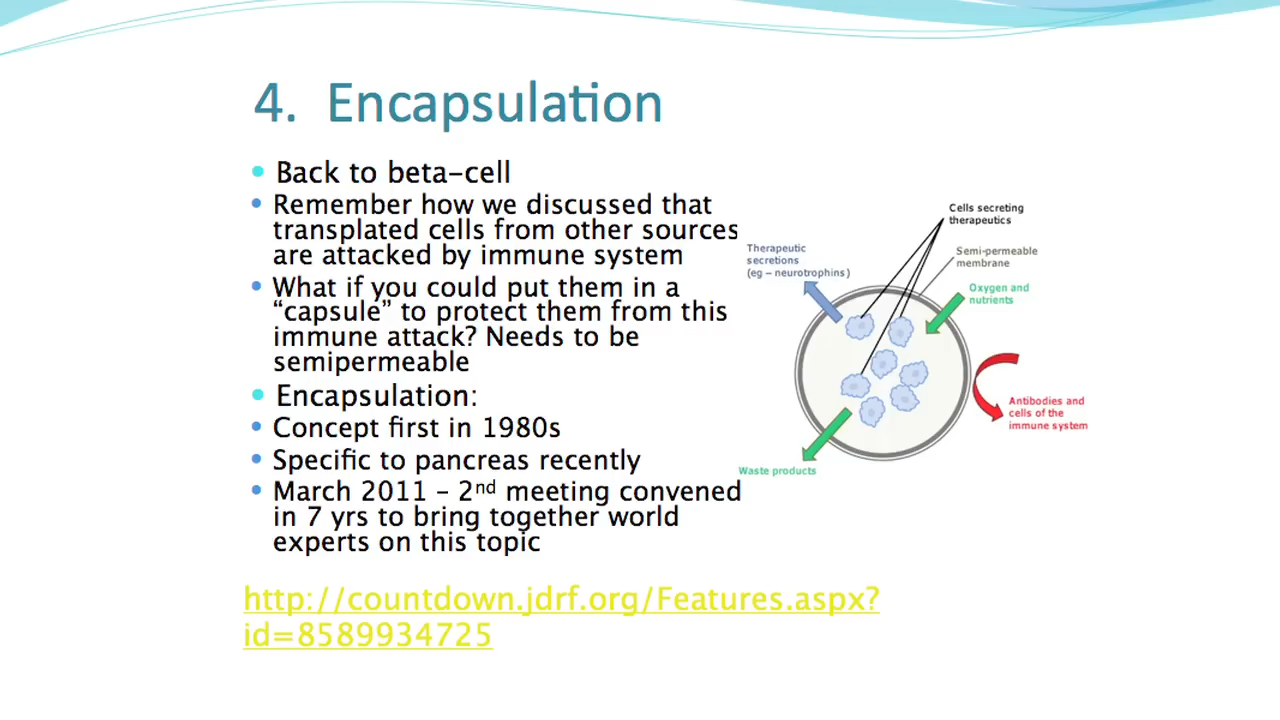 4. Encapsulation
Back to beta-cell
Remember how we discussed that
transplated cells from other sources
are attacked by immune system
What if you could put them in a
“capsule” to protect them from this
immune attack? Needs to be
semipermeable
Encapsulation:
Concept first in 1980s
Specific to pancreas recently
March 2011 – 2nd meeting convened
in 7 yrs to bring together world
experts on this topic
http://countdown.jdrf.org/Features.aspx?
id=8589934725
Cells secreting
therapeutics
Therapeutic
secretions
(eg – neurotrophins)
Semi-permeable
membrane
Oxygen and
nutrients
Antibodies and
cells of the
immune system
Waste products